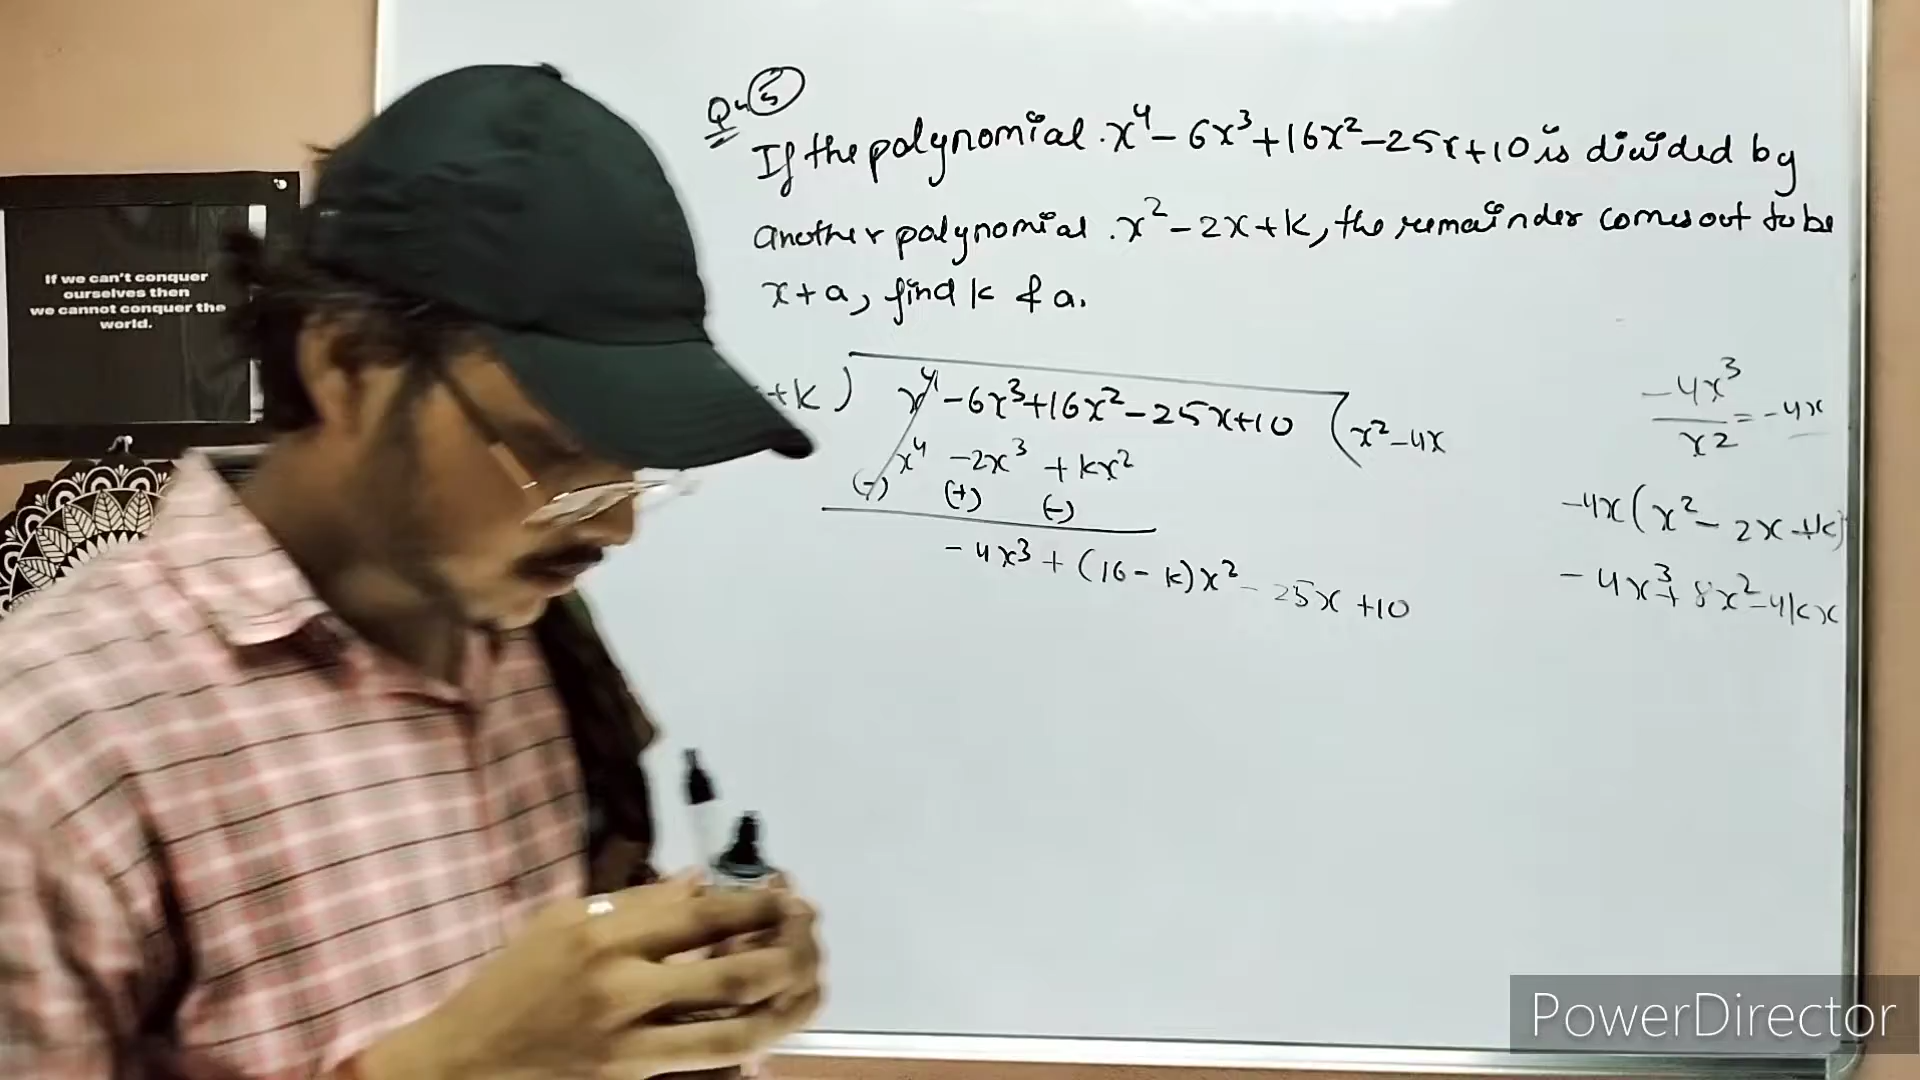 Q⁓ 5
If the polynomial x⁴ - 6x³ + 16x² - 25x + 10 is divided by
another polynomial x² - 2x + k, the remainder comes out to be
x + a, find k & a.
If we can't conquer
ourselves then
we cannot conquer the
world.
+k ) x⁴ - 6x³ + 16x² - 25x + 10 ( x² - 4x
x⁴ - 2x³ + kx²
(-) (+) (-)
- 4x³ + (16 - k)x² - 25x + 10
-4x³ / x² = -4x
-4x (x² - 2x + k)
- 4x³ + 8x² - 4kx
PowerDirector